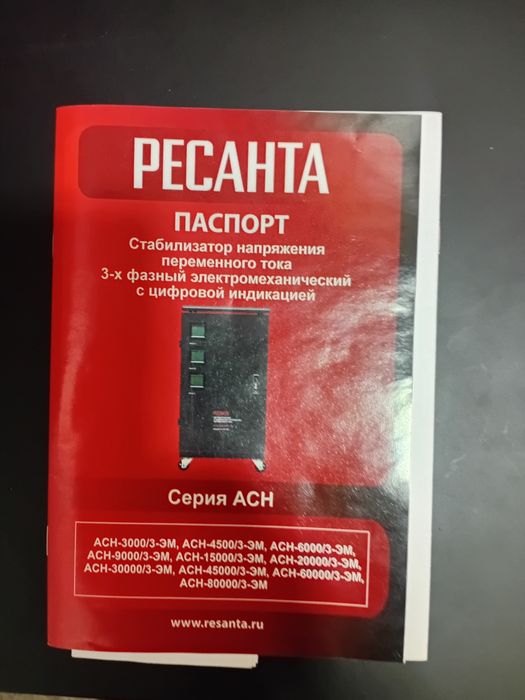 РЕСАНТА
ПАСПОРТ
Стабилизатор напряжения
переменного тока
3-х фазный электромеханический
с цифровой индикацией
РЕСАНТА
Серия АСН
АСН-3000/3-ЭМ, АСН-4500/3-ЭМ, АСН-6000/3-ЭМ,
АСН-9000/3-ЭМ, АСН-15000/3-ЭМ, АСН-20000/3-ЭМ,
АСН-30000/3-ЭМ, АСН-45000/3-ЭМ, АСН-60000/3-ЭМ,
АСН-80000/3-ЭМ
www.resanta.ru